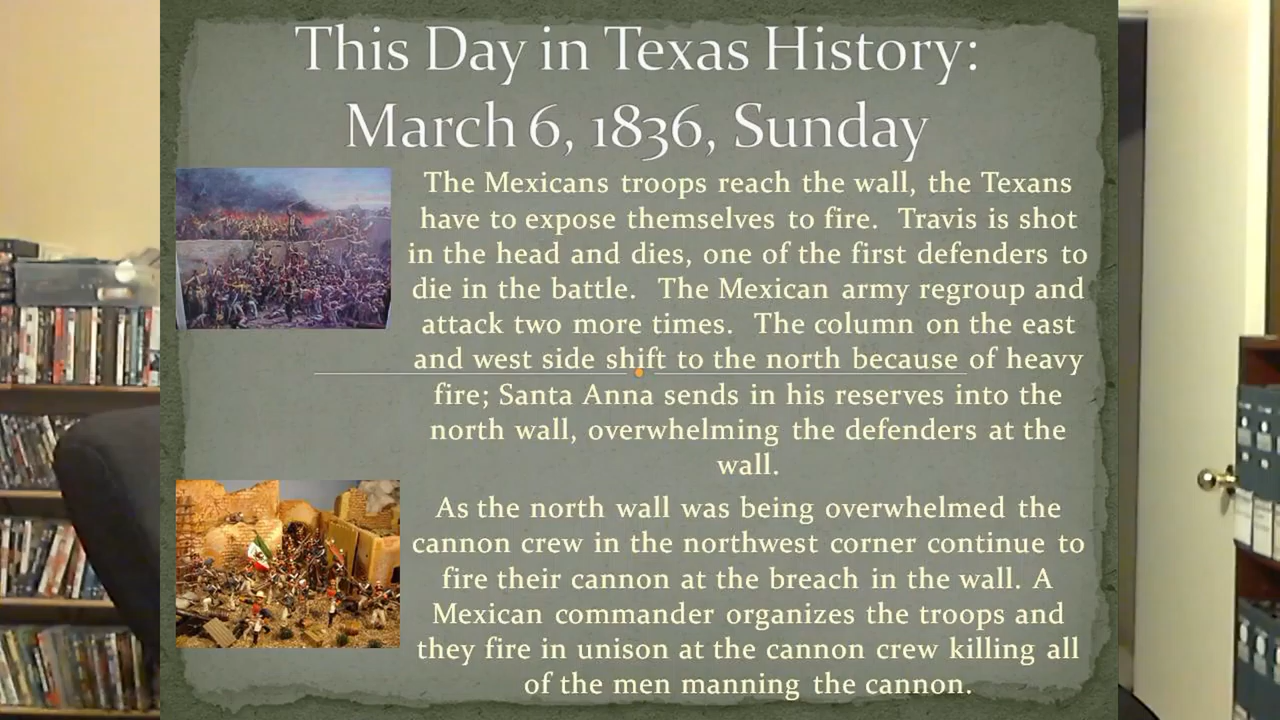 This Day in Texas History:
March 6, 1836, Sunday
The Mexicans troops reach the wall, the Texans
have to expose themselves to fire.  Travis is shot
in the head and dies, one of the first defenders to
die in the battle.  The Mexican army regroup and
attack two more times.  The column on the east
and west side shift to the north because of heavy
fire; Santa Anna sends in his reserves into the
north wall, overwhelming the defenders at the
wall.
As the north wall was being overwhelmed the
cannon crew in the northwest corner continue to
fire their cannon at the breach in the wall. A
Mexican commander organizes the troops and
they fire in unison at the cannon crew killing all
of the men manning the cannon.